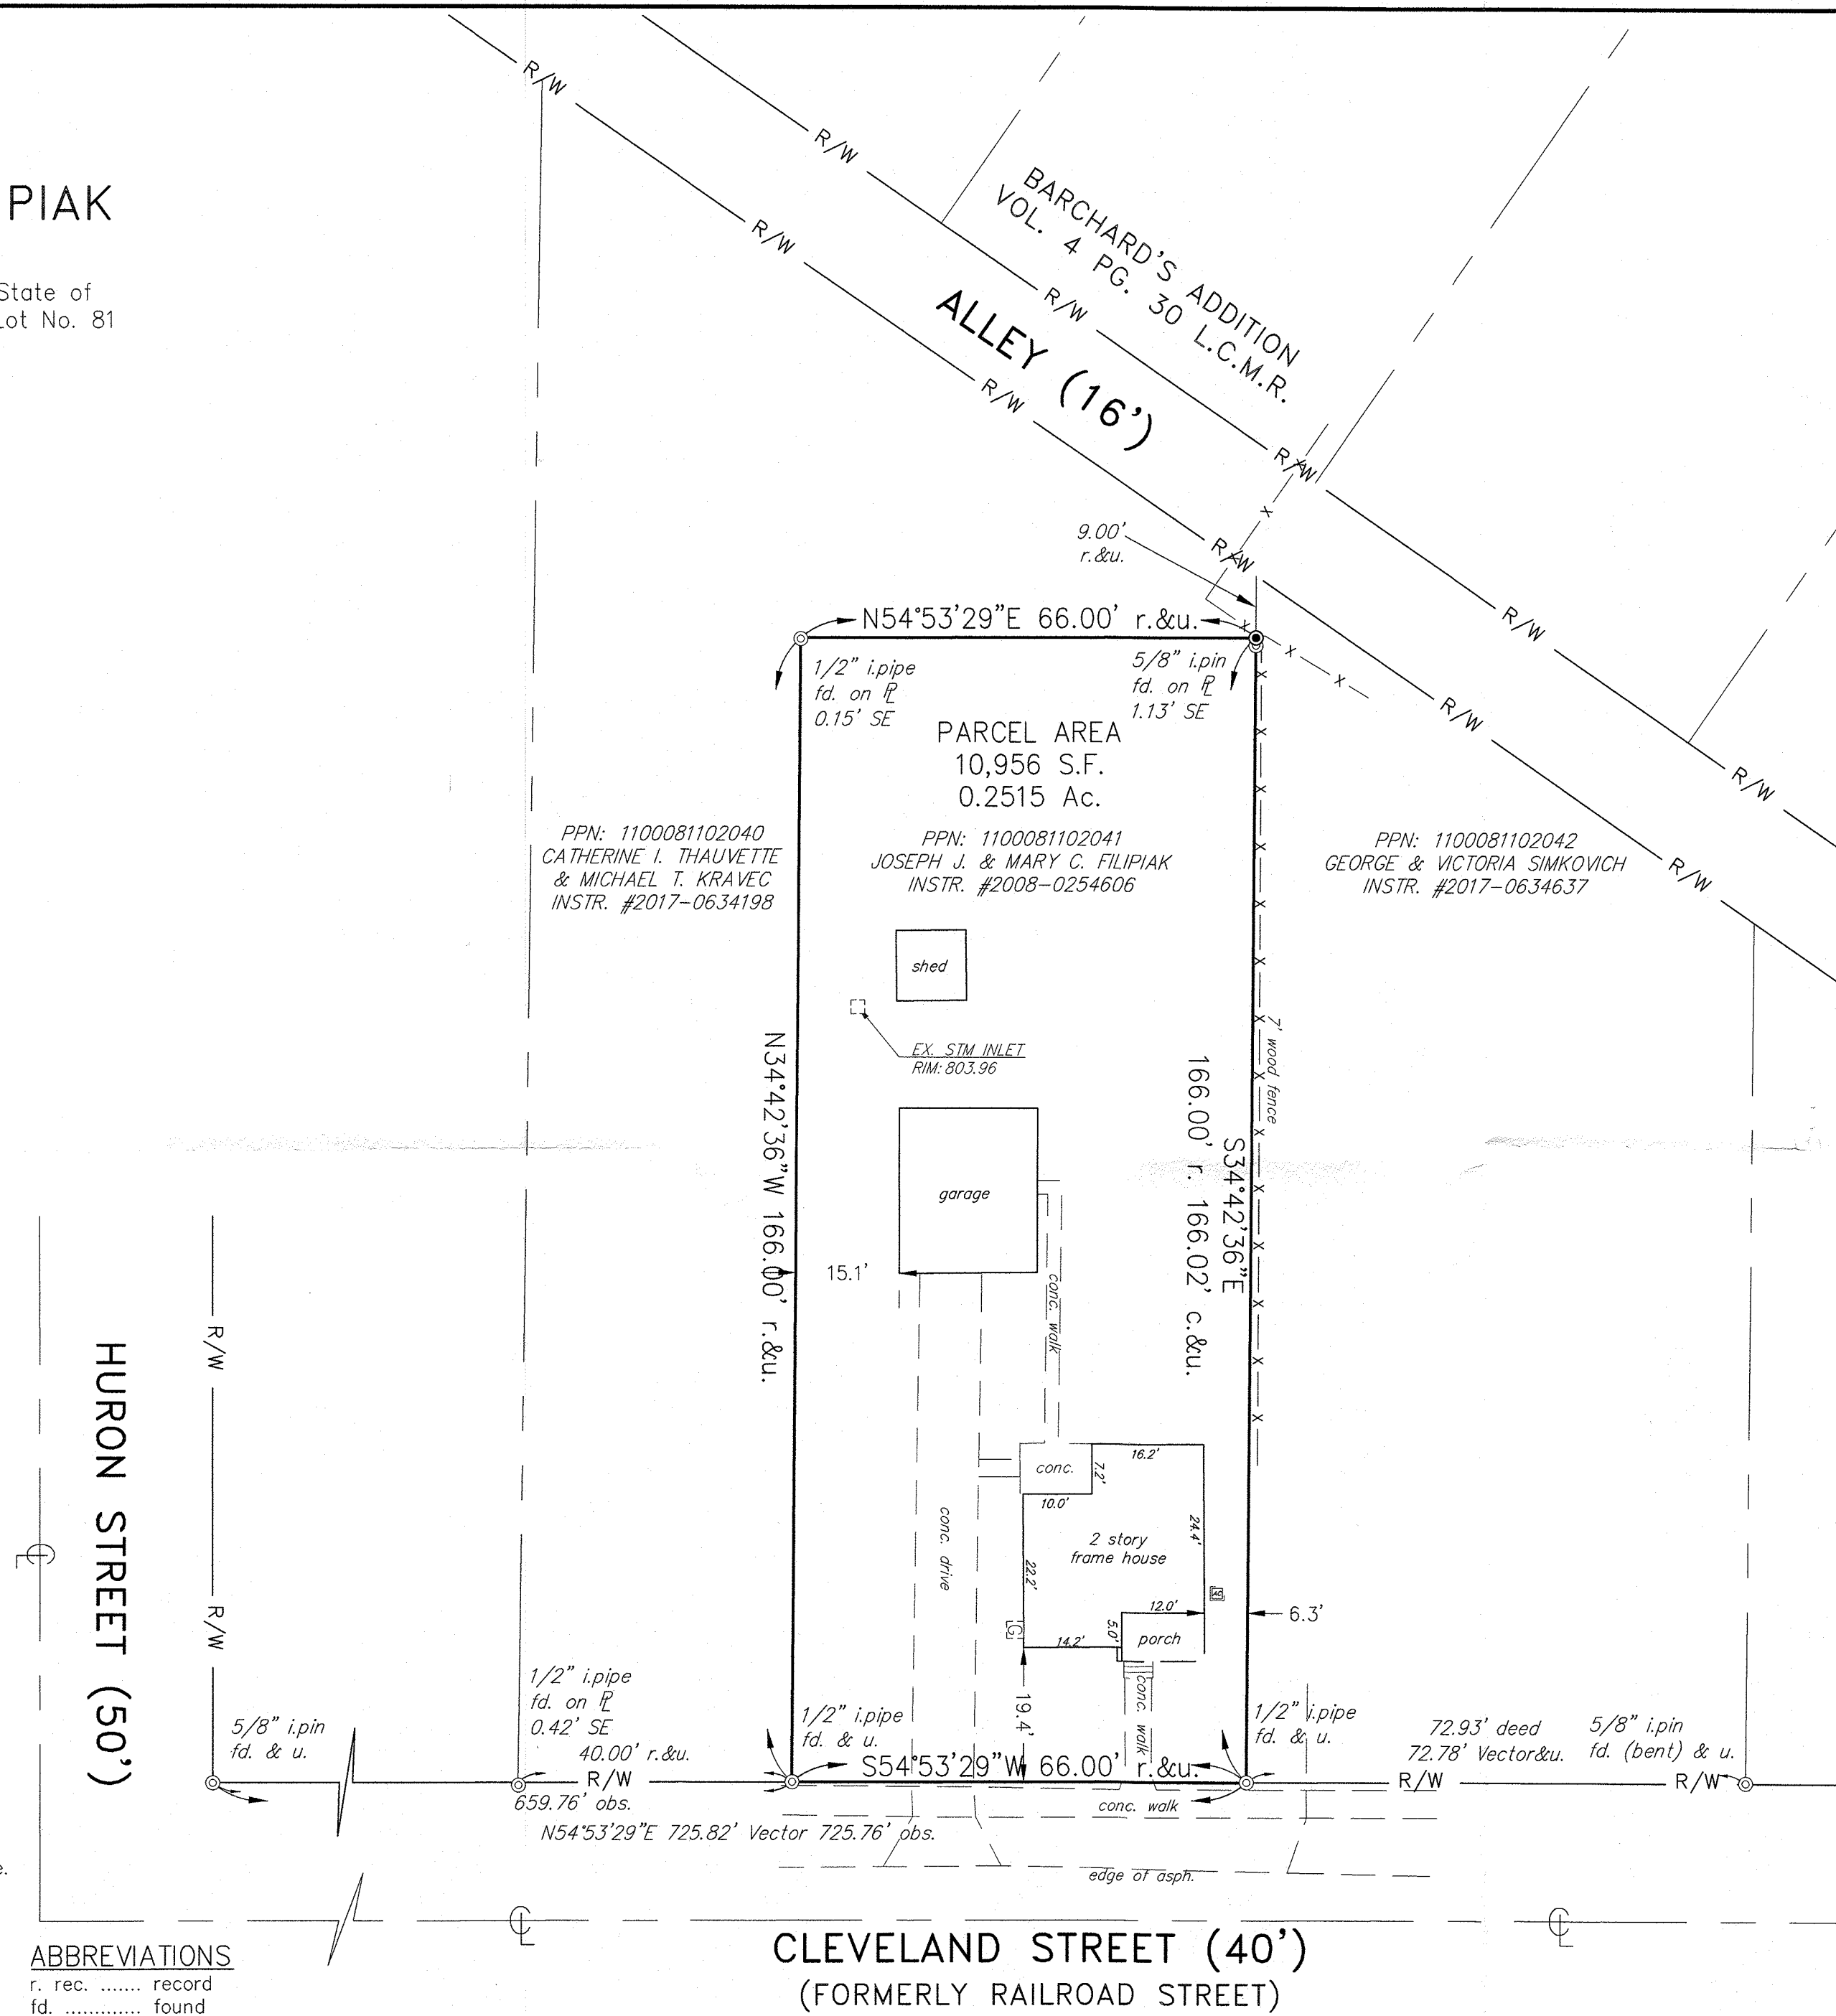 PIAK
State of
Lot No. 81
R/W
R/W
R/W
R/W
R/W
R/W
R/W
R/W
R/W
R/W
R/W
R/W
BARCHARD'S ADDITION
VOL. 4 PG. 30 L.C.M.R.
ALLEY (16')
9.00'
r.&u.
N54°53'29"E 66.00' r.&u.
1/2" i.pipe
fd. on PL
0.15' SE
5/8" i.pin
fd. on PL
1.13' SE
PARCEL AREA
10,956 S.F.
0.2515 Ac.
PPN: 1100081102040
CATHERINE I. THAUVETTE
& MICHAEL T. KRAVEC
INSTR. #2017-0634198
PPN: 1100081102041
JOSEPH J. & MARY C. FILIPIAK
INSTR. #2008-0254606
PPN: 1100081102042
GEORGE & VICTORIA SIMKOVICH
INSTR. #2017-0634637
shed
EX. STM INLET
RIM: 803.96
7' wood fence
N34°42'36"W 166.00' r.&u.
S34°42'36"E
166.00' r. 166.02' c.&u.
garage
15.1'
conc. walk
HURON STREET (50')
R/W
R/W
CL
conc.
16.2'
7.2'
10.0'
24.4'
2 story
frame house
22.2'
conc. drive
AC
12.0'
6.3'
G
5.0'
porch
14.2'
19.4'
conc. walk
5/8" i.pin
fd. & u.
1/2" i.pipe
fd. on PL
0.42' SE
40.00' r.&u.
R/W
1/2" i.pipe
fd. & u.
S54°53'29"W 66.00' r.&u.
1/2" i.pipe
fd. & u.
72.93' deed
72.78' Vector&u.
5/8" i.pin
fd. (bent) & u.
R/W
R/W
659.76' obs.
conc. walk
N54°53'29"E 725.82' Vector 725.76' obs.
edge of asph.
e.
CL
CL
CLEVELAND STREET (40')
(FORMERLY RAILROAD STREET)
ABBREVIATIONS
r. rec. ....... record
fd. ............. found